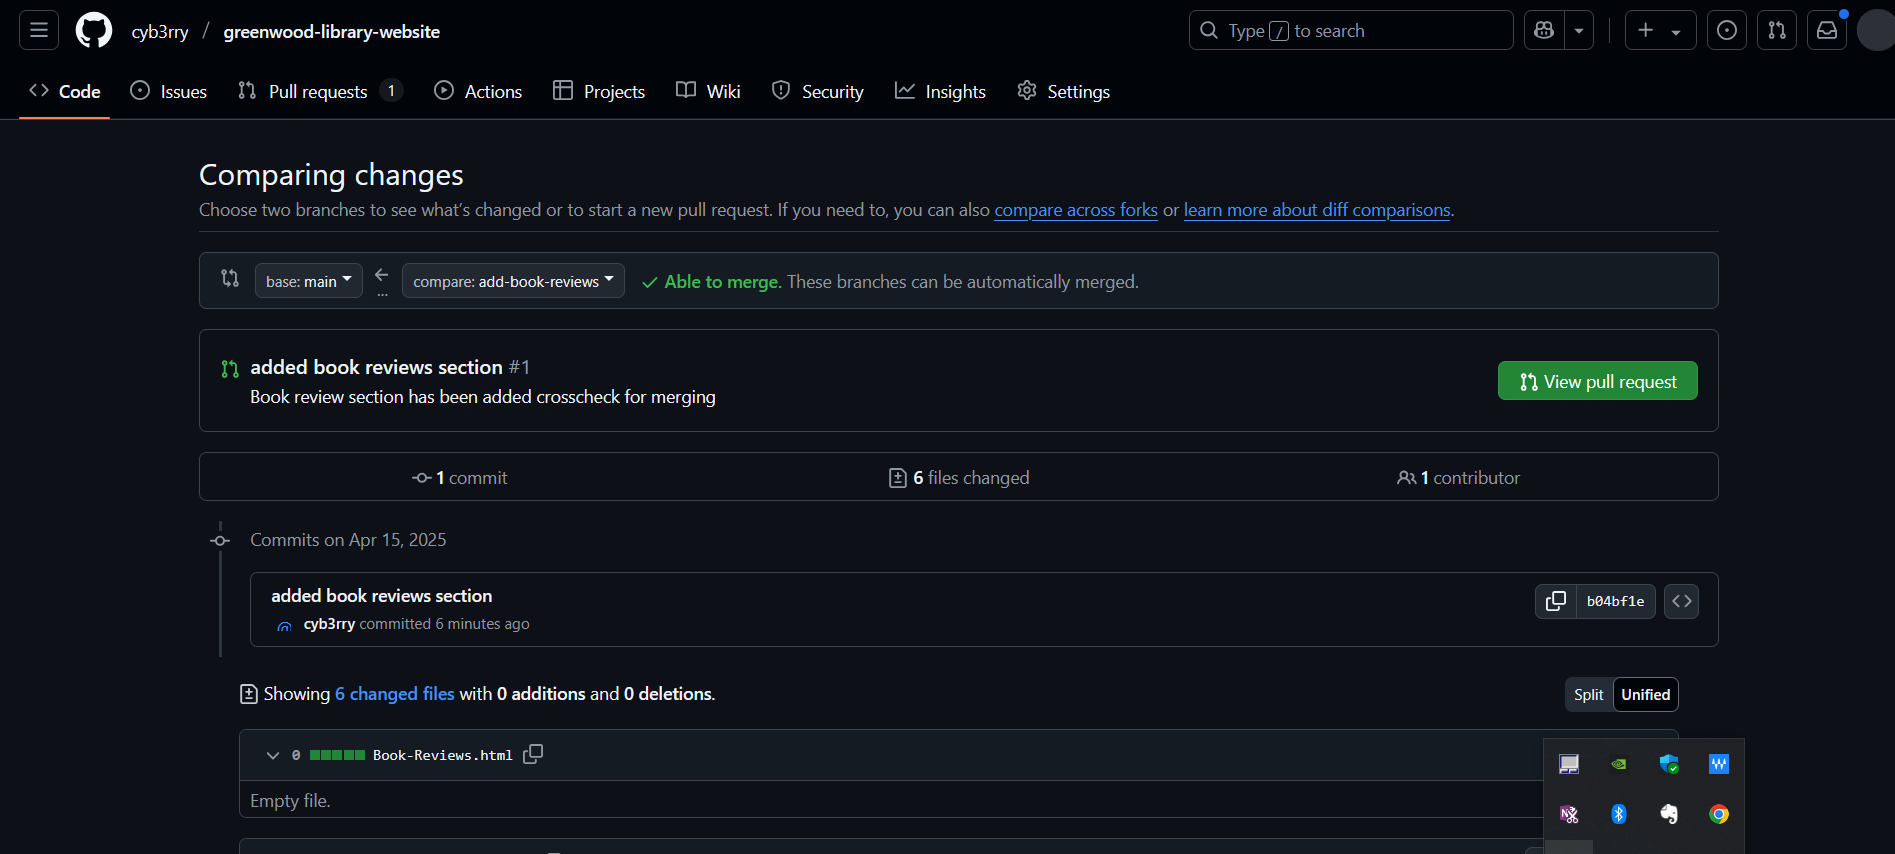 cyb3rry / greenwood-library-website
Type / to search
Code
Issues
Pull requests 1
Actions
Projects
Wiki
Security
Insights
Settings
Comparing changes
Choose two branches to see what's changed or to start a new pull request. If you need to, you can also compare across forks or learn more about diff comparisons.
base: main
...
compare: add-book-reviews
Able to merge. These branches can be automatically merged.
added book reviews section #1
Book review section has been added crosscheck for merging
View pull request
1 commit
6 files changed
1 contributor
Commits on Apr 15, 2025
added book reviews section
cyb3rry committed 6 minutes ago
b04bf1e
Showing 6 changed files with 0 additions and 0 deletions.
Split
Unified
0
Book-Reviews.html
Empty file.